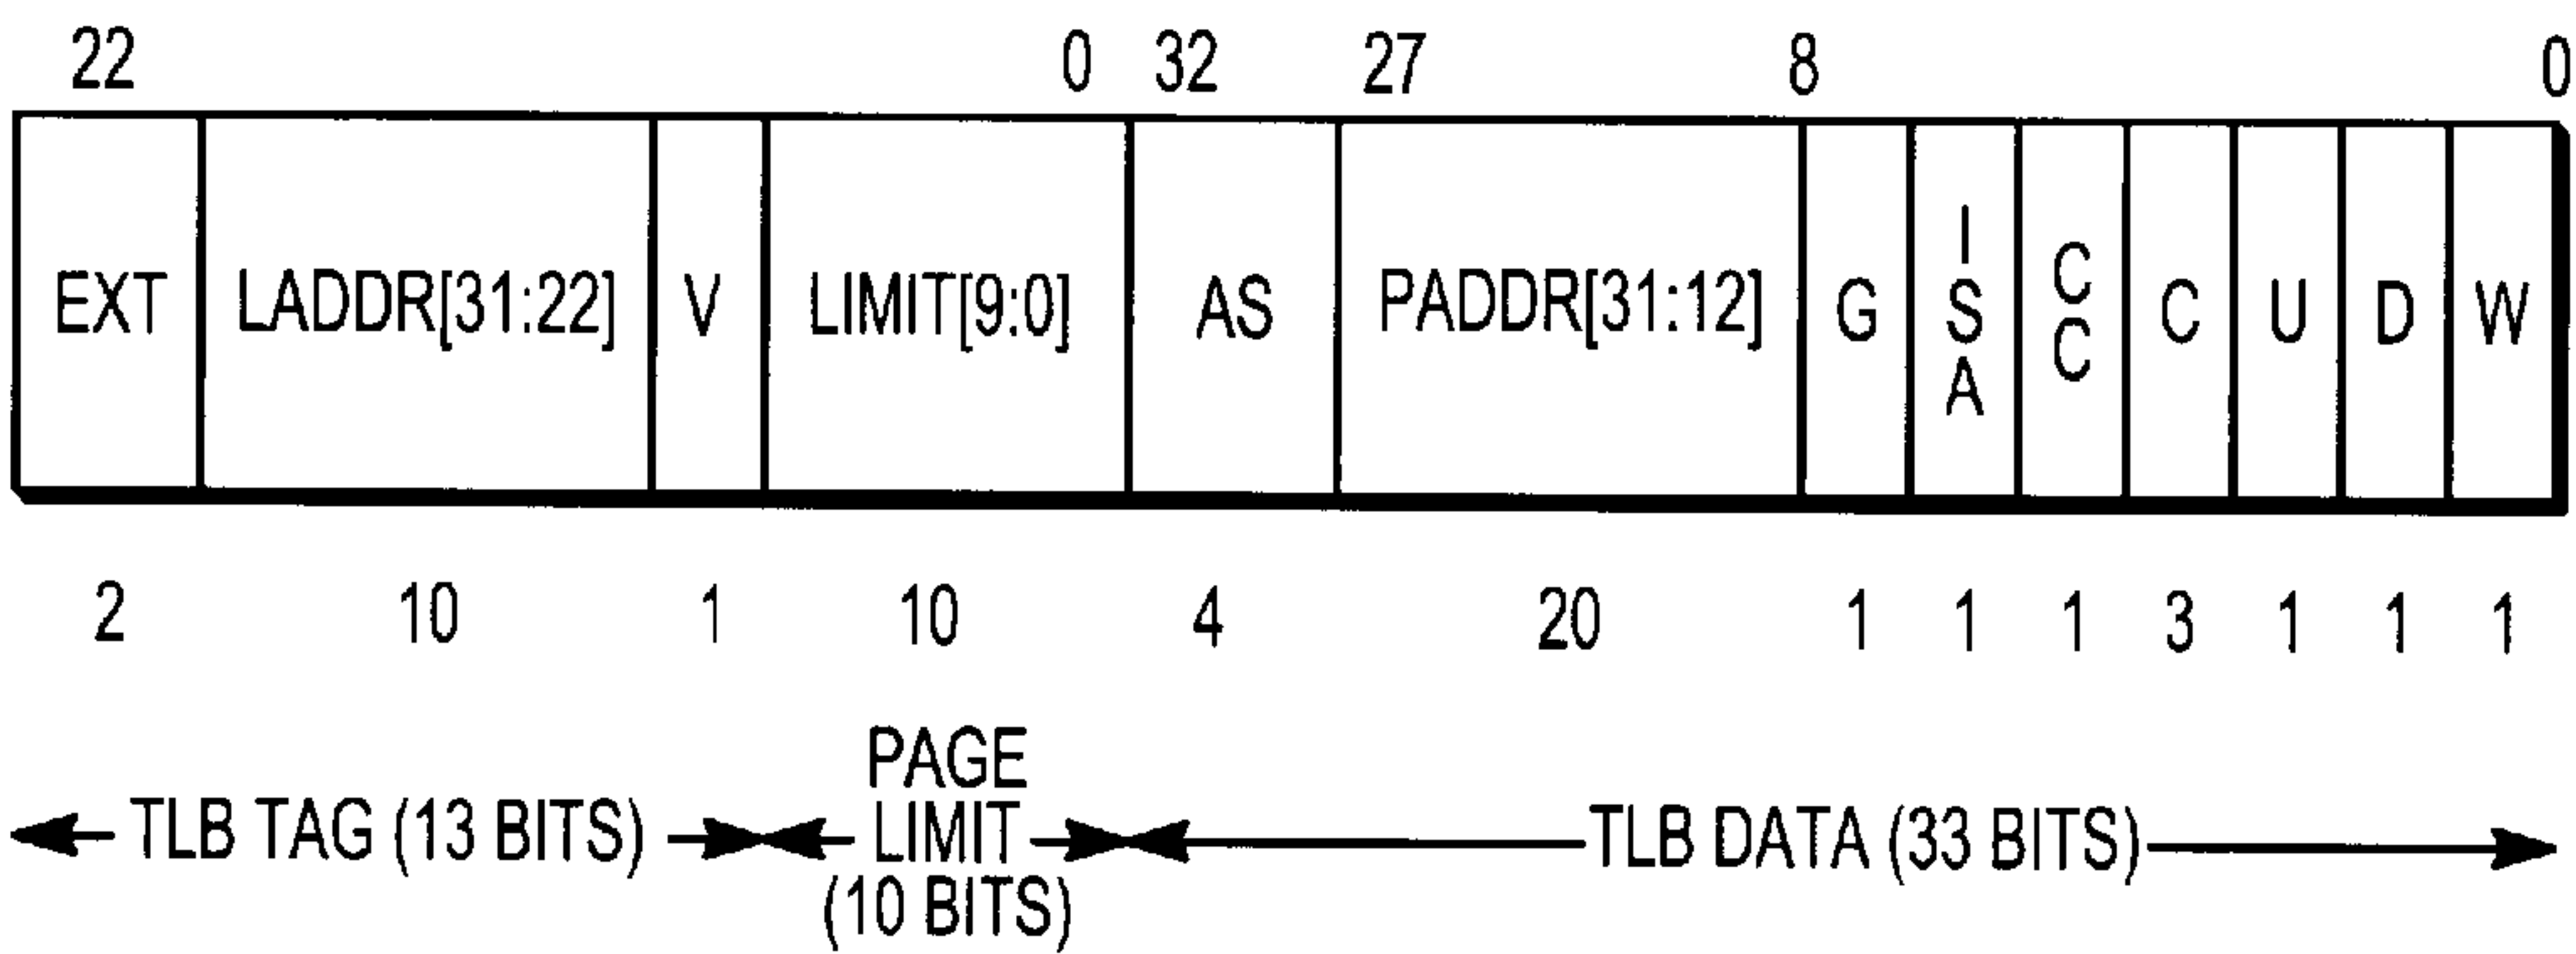 22 0 32 27 8 0
EXT LADDR[31:22] V LIMIT[9:0] AS PADDR[31:12] G ISA CC C U D W
2 10 1 10 4 20 1 1 1 3 1 1 1
TLB TAG (13 BITS)
PAGE
LIMIT
(10 BITS)
TLB DATA (33 BITS)